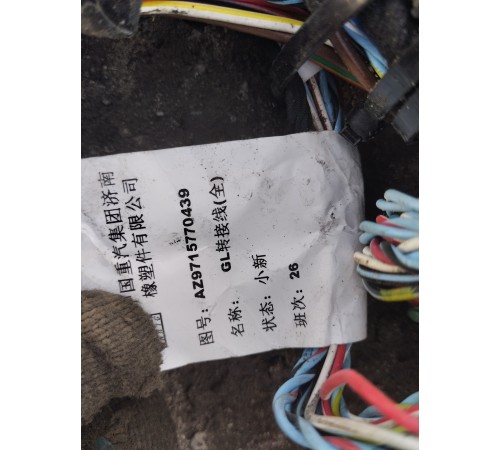 国重汽集团济南
橡塑件有限公司
图号：AZ9715770439
名称：GL转接线(全)
状态：小新
班次：26